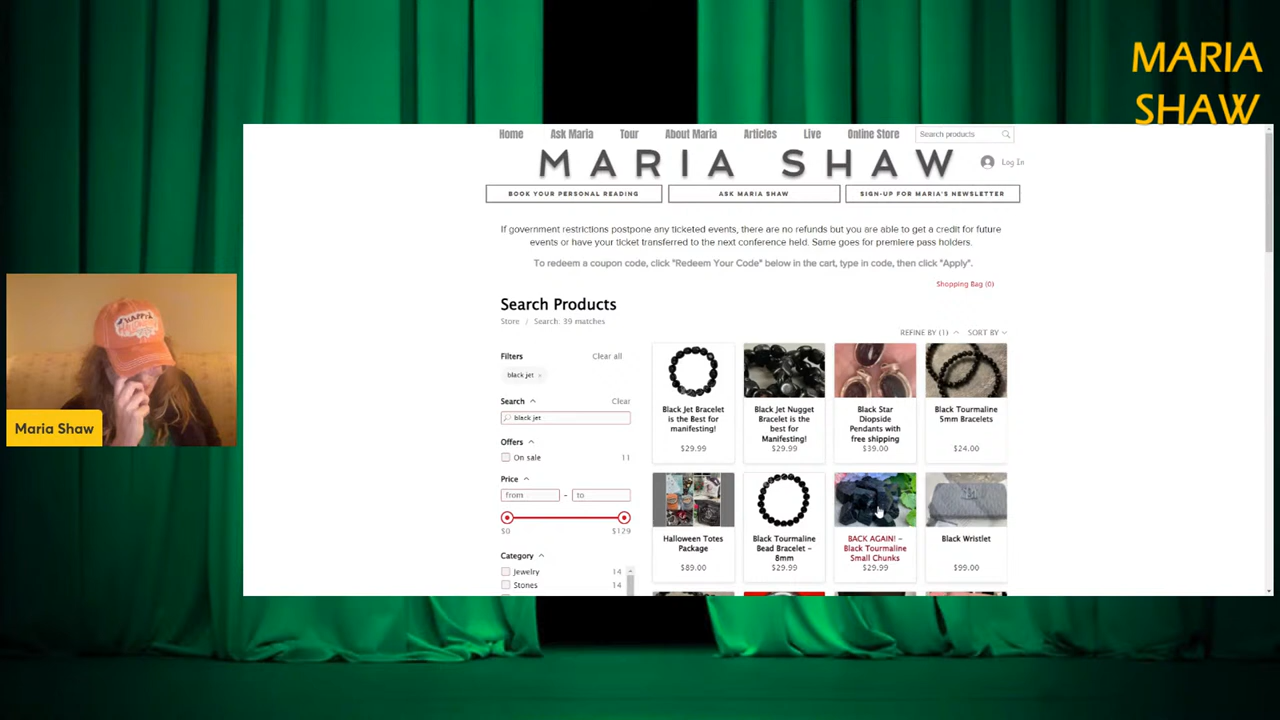 MARIA
SHAW
Home Ask Maria Tour About Maria Articles Live Online Store Search products
MARIA SHAW
Log In
BOOK YOUR PERSONAL READING ASK MARIA SHAW SIGN-UP FOR MARIA'S NEWSLETTER
If government restrictions postpone any ticketed events, there are no refunds but you are able to get a credit for future
events or have your ticket transferred to the next conference held. Same goes for premiere pass holders.
To redeem a coupon code, click "Redeem Your Code" below in the cart, type in code, then click "Apply".
Shopping Bag (0)
Search Products
Store / Search: 39 matches
REFINE BY (1) SORT BY
Filters Clear all
black jet ×
Search Clear
black jet
Offers
On sale 11
Price
from - to
$0 $129
Category
Jewelry 14
Stones 14
Black Jet Bracelet
is the Best for
manifesting!
$29.99
Black Jet Nugget
Bracelet is the
best for
Manifesting!
$29.99
Black Star
Diopside
Pendants with
free shipping
$39.00
Black Tourmaline
5mm Bracelets
$24.00
Halloween Totes
Package
$89.00
Black Tourmaline
Bead Bracelet –
8mm
$29.99
BACK AGAIN! –
Black Tourmaline
Small Chunks
$29.99
Black Wristlet
$99.00
Maria Shaw